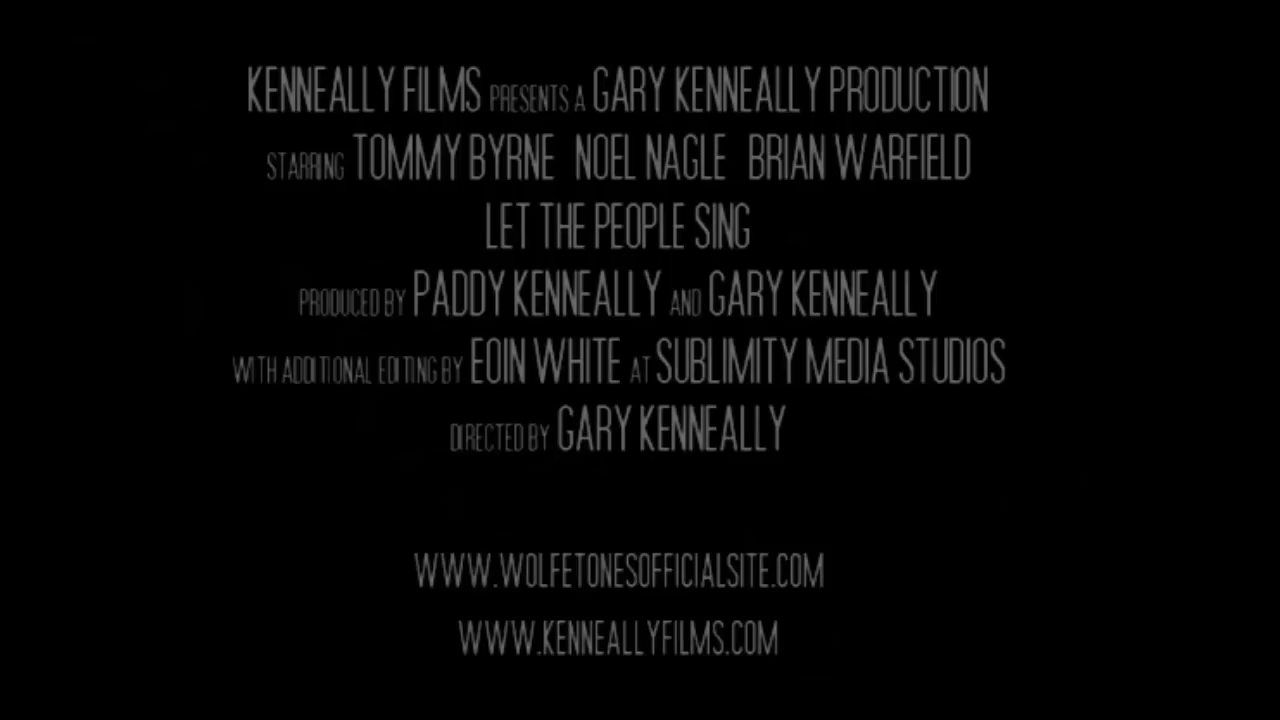 KENNEALLY FILMS PRESENTS A GARY KENNEALLY PRODUCTION
STARRING TOMMY BYRNE NOEL NAGLE BRIAN WARFIELD
LET THE PEOPLE SING
PRODUCED BY PADDY KENNEALLY AND GARY KENNEALLY
WITH ADDITIONAL EDITING BY EOIN WHITE AT SUBLIMITY MEDIA STUDIOS
DIRECTED BY GARY KENNEALLY
WWW.WOLFETONESOFFICIALSITE.COM
WWW.KENNEALLYFILMS.COM